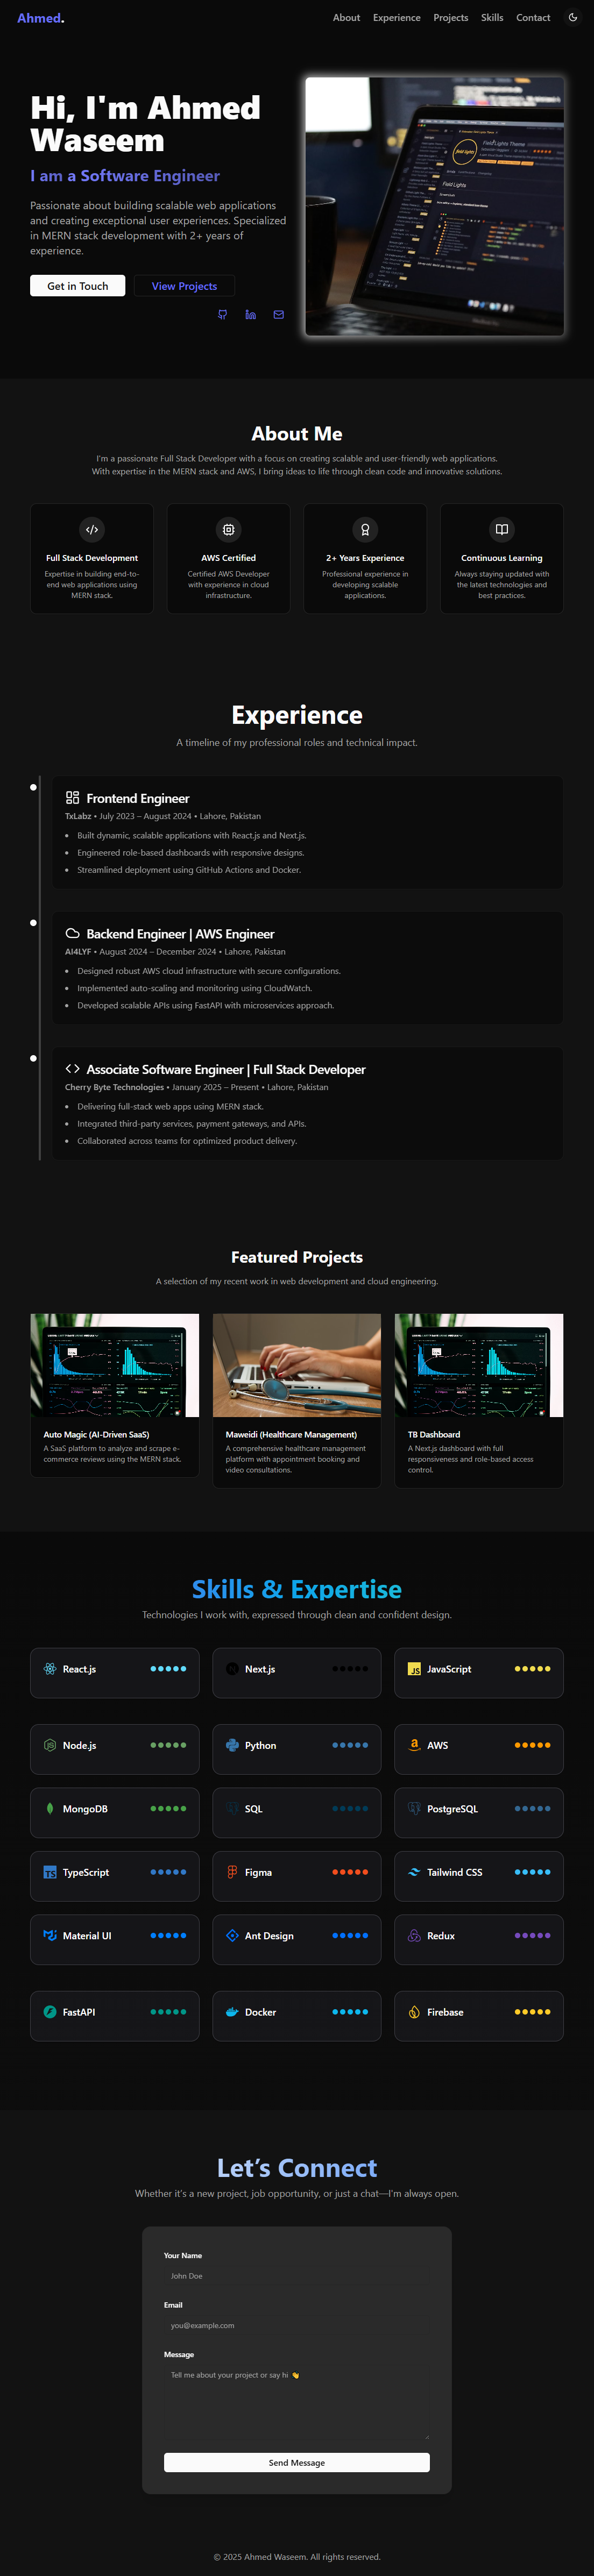 Ahmed.
About Experience Projects Skills Contact
Hi, I'm Ahmed
Waseem
I am a Software Engineer
Passionate about building scalable web applications
and creating exceptional user experiences. Specialized
in MERN stack development with 2+ years of
experience.
Get in Touch
View Projects
Field Lights Theme
Field Lights
About Me
I'm a passionate Full Stack Developer with a focus on creating scalable and user-friendly web applications.
With expertise in the MERN stack and AWS, I bring ideas to life through clean code and innovative solutions.
Full Stack Development
Expertise in building end-to-
end web applications using
MERN stack.
AWS Certified
Certified AWS Developer
with experience in cloud
infrastructure.
2+ Years Experience
Professional experience in
developing scalable
applications.
Continuous Learning
Always staying updated with
the latest technologies and
best practices.
Experience
A timeline of my professional roles and technical impact.
Frontend Engineer
TxLabz • July 2023 – August 2024 • Lahore, Pakistan
• Built dynamic, scalable applications with React.js and Next.js.
• Engineered role-based dashboards with responsive designs.
• Streamlined deployment using GitHub Actions and Docker.
Backend Engineer | AWS Engineer
AI4LYF • August 2024 – December 2024 • Lahore, Pakistan
• Designed robust AWS cloud infrastructure with secure configurations.
• Implemented auto-scaling and monitoring using CloudWatch.
• Developed scalable APIs using FastAPI with microservices approach.
Associate Software Engineer | Full Stack Developer
Cherry Byte Technologies • January 2025 – Present • Lahore, Pakistan
• Delivering full-stack web apps using MERN stack.
• Integrated third-party services, payment gateways, and APIs.
• Collaborated across teams for optimized product delivery.
Featured Projects
A selection of my recent work in web development and cloud engineering.
Auto Magic (AI-Driven SaaS)
A SaaS platform to analyze and scrape e-
commerce reviews using the MERN stack.
Maweidi (Healthcare Management)
A comprehensive healthcare management
platform with appointment booking and
video consultations.
TB Dashboard
A Next.js dashboard with full
responsiveness and role-based access
control.
Skills & Expertise
Technologies I work with, expressed through clean and confident design.
React.js
Next.js
JS JavaScript
Node.js
Python
AWS
MongoDB
SQL
PostgreSQL
TS TypeScript
Figma
Tailwind CSS
Material UI
Ant Design
Redux
FastAPI
Docker
Firebase
Let’s Connect
Whether it's a new project, job opportunity, or just a chat—I'm always open.
Your Name
John Doe
Email
you@example.com
Message
Tell me about your project or say hi 👋
Send Message
© 2025 Ahmed Waseem. All rights reserved.